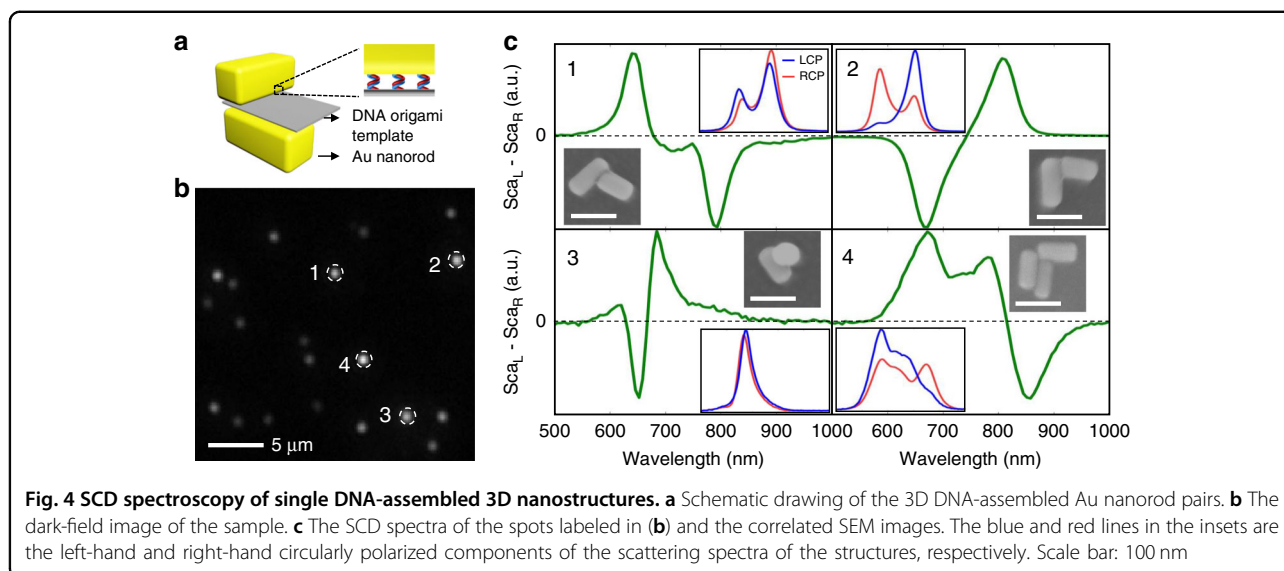 a
DNA origami
template
Au nanorod
b
1
2
4
3
5 μm
c
Sca_L - Sca_R (a.u.)
0
1
LCP
RCP
2
Sca_L - Sca_R (a.u.)
0
3
4
500 600 700 800 900 1000 600 700 800 900 1000
Wavelength (nm) Wavelength (nm)
Fig. 4 SCD spectroscopy of single DNA-assembled 3D nanostructures. a Schematic drawing of the 3D DNA-assembled Au nanorod pairs. b The
dark-field image of the sample. c The SCD spectra of the spots labeled in (b) and the correlated SEM images. The blue and red lines in the insets are
the left-hand and right-hand circularly polarized components of the scattering spectra of the structures, respectively. Scale bar: 100 nm